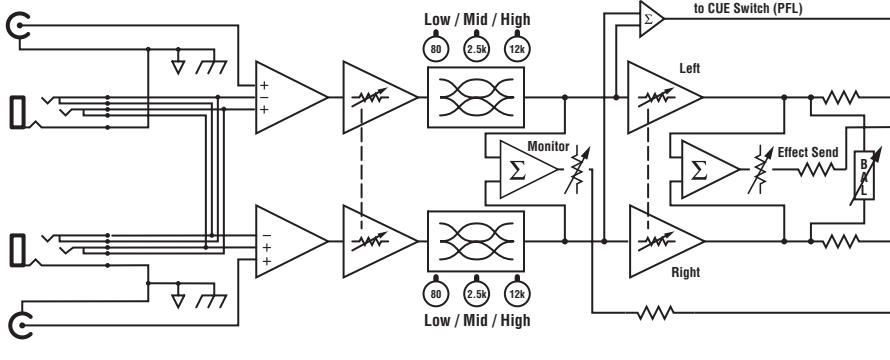 to CUE Switch (PFL)
Σ
Low / Mid / High
80 2.5k 12k
Left
+
−
+
Monitor
Σ
Effect Send
Σ
BAL
−
+
+
Right
80 2.5k 12k
Low / Mid / High